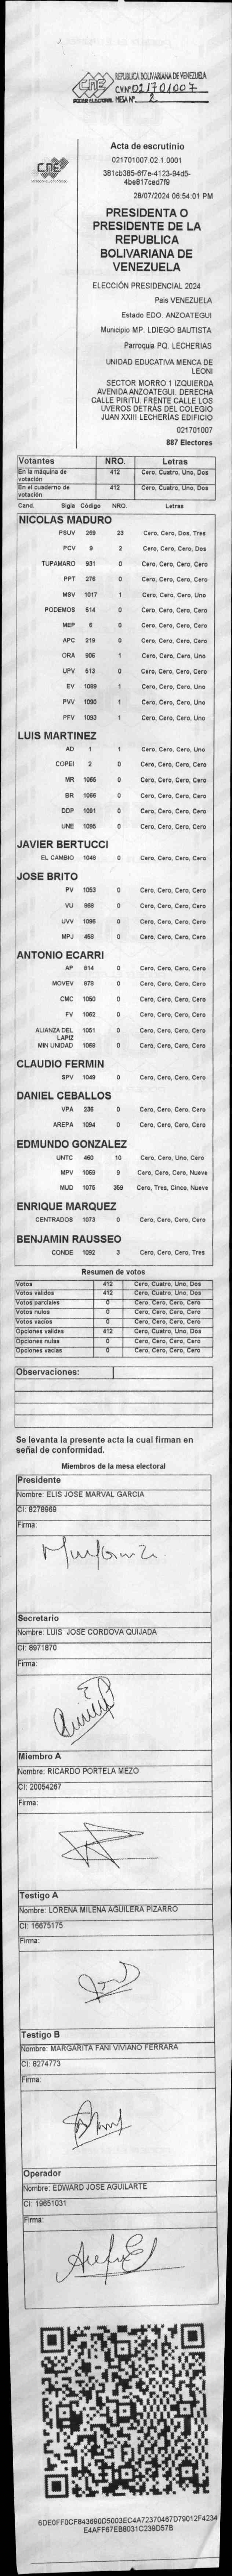 CNE
PODER ELECTORAL
REPUBLICA BOLIVARIANA DE VENEZUELA
CVNº 021701007
MESA Nº 2
Acta de escrutinio
021701007.02.1.0001
381cb385-6f7e-4123-94d5-
4be817ced7f9
28/07/2024 06:54:01 PM
PRESIDENTA O
PRESIDENTE DE LA
REPUBLICA
BOLIVARIANA DE
VENEZUELA
ELECCIÓN PRESIDENCIAL 2024
Pais VENEZUELA
Estado EDO. ANZOATEGUI
Municipio MP. LDIEGO BAUTISTA
Parroquia PQ. LECHERIAS
UNIDAD EDUCATIVA MENCA DE
LEONI
SECTOR MORRO 1 IZQUIERDA
AVENIDA ANZOATEGUI. DERECHA
CALLE PIRITU. FRENTE CALLE LOS
UVEROS DETRÁS DEL COLEGIO
JUAN XXIII LECHERÍAS EDIFICIO
021701007
887 Electores
Votantes NRO. Letras
En la máquina de votación 412 Cero, Cuatro, Uno, Dos
En el cuaderno de votación 412 Cero, Cuatro, Uno, Dos
Cand. Sigla Código NRO. Letras
NICOLAS MADURO
PSUV 269 23 Cero, Cero, Dos, Tres
PCV 9 2 Cero, Cero, Cero, Dos
TUPAMARO 931 0 Cero, Cero, Cero, Cero
PPT 275 0 Cero, Cero, Cero, Cero
MSV 1017 1 Cero, Cero, Cero, Uno
PODEMOS 514 0 Cero, Cero, Cero, Cero
MEP 6 0 Cero, Cero, Cero, Cero
APC 219 0 Cero, Cero, Cero, Cero
ORA 906 1 Cero, Cero, Cero, Uno
UPV 513 0 Cero, Cero, Cero, Cero
EV 1089 1 Cero, Cero, Cero, Uno
PVV 1090 1 Cero, Cero, Cero, Uno
PFV 1093 1 Cero, Cero, Cero, Uno
LUIS MARTINEZ
AD 1 1 Cero, Cero, Cero, Uno
COPEI 2 0 Cero, Cero, Cero, Cero
MR 1065 0 Cero, Cero, Cero, Cero
BR 1066 0 Cero, Cero, Cero, Cero
DDP 1091 0 Cero, Cero, Cero, Cero
UNE 1095 0 Cero, Cero, Cero, Cero
JAVIER BERTUCCI
EL CAMBIO 1048 0 Cero, Cero, Cero, Cero
JOSE BRITO
PV 1053 0 Cero, Cero, Cero, Cero
VU 968 0 Cero, Cero, Cero, Cero
UVV 1096 0 Cero, Cero, Cero, Cero
MPJ 458 0 Cero, Cero, Cero, Cero
ANTONIO ECARRI
AP 814 0 Cero, Cero, Cero, Cero
MOVEV 878 0 Cero, Cero, Cero, Cero
CMC 1050 0 Cero, Cero, Cero, Cero
FV 1062 0 Cero, Cero, Cero, Cero
ALIANZA DEL LAPIZ 1051 0 Cero, Cero, Cero, Cero
MIN UNIDAD 1068 0 Cero, Cero, Cero, Cero
CLAUDIO FERMIN
SPV 1049 0 Cero, Cero, Cero, Cero
DANIEL CEBALLOS
VPA 236 0 Cero, Cero, Cero, Cero
AREPA 1094 0 Cero, Cero, Cero, Cero
EDMUNDO GONZALEZ
UNTC 460 10 Cero, Cero, Uno, Cero
MPV 1069 9 Cero, Cero, Cero, Nueve
MUD 1075 359 Cero, Tres, Cinco, Nueve
ENRIQUE MARQUEZ
CENTRADOS 1073 0 Cero, Cero, Cero, Cero
BENJAMIN RAUSSEO
CONDE 1092 3 Cero, Cero, Cero, Tres
Resumen de votos
Votos 412 Cero, Cuatro, Uno, Dos
Votos validos 412 Cero, Cuatro, Uno, Dos
Votos parciales 0 Cero, Cero, Cero, Cero
Votos nulos 0 Cero, Cero, Cero, Cero
Votos vacios 0 Cero, Cero, Cero, Cero
Opciones validas 412 Cero, Cuatro, Uno, Dos
Opciones nulas 0 Cero, Cero, Cero, Cero
Opciones vacias 0 Cero, Cero, Cero, Cero
Observaciones:
Se levanta la presente acta la cual firman en
señal de conformidad.
Miembros de la mesa electoral
Presidente
Nombre: ELIS JOSE MARVAL GARCIA
CI: 8278969
Firma:
Secretario
Nombre: LUIS JOSE CORDOVA QUIJADA
CI: 8971870
Firma:
Miembro A
Nombre: RICARDO PORTELA MEZO
CI: 20054267
Firma:
Testigo A
Nombre: LORENA MILENA AGUILERA PIZARRO
CI: 16675175
Firma:
Testigo B
Nombre: MARGARITA FANI VIVIANO FERRARA
CI: 8274773
Firma:
Operador
Nombre: EDWARD JOSE AGUILARTE
CI: 19651031
Firma:
6DE0FF0CF843690D5003EC4A72370467D79012F4234
E4AFF67EB8031C239D57B